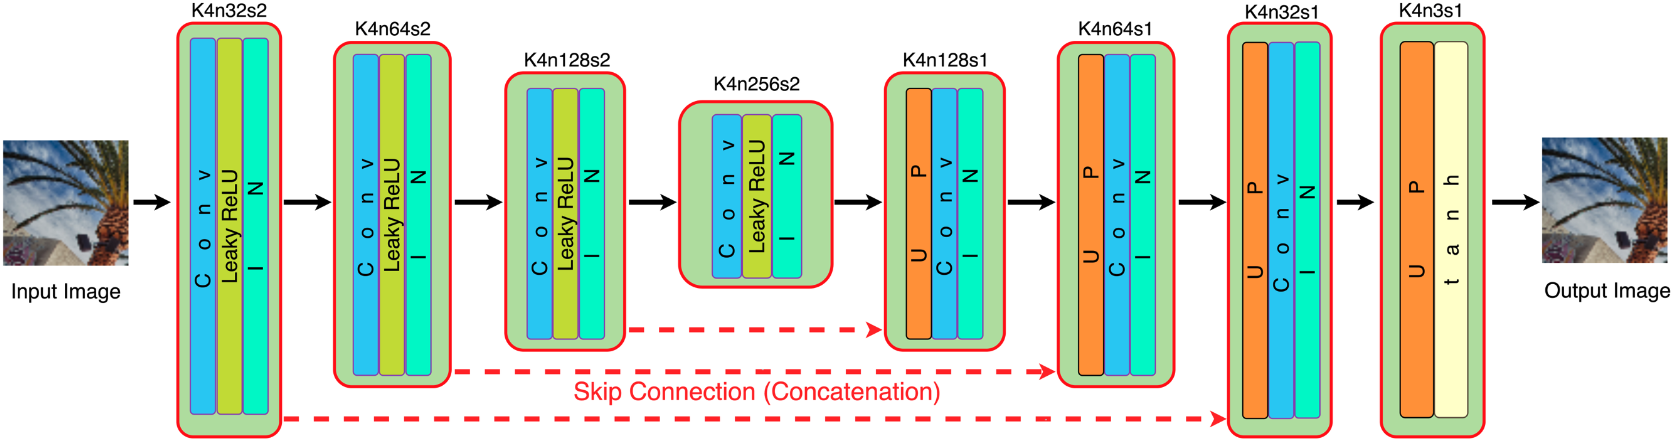 K4n32s2
K4n64s2
K4n128s2
K4n256s2
K4n128s1
K4n64s1
K4n32s1
K4n3s1
Conv
Leaky ReLU
IN
Conv
Leaky ReLU
IN
Conv
Leaky ReLU
IN
Conv
Leaky ReLU
IN
UP
Conv
IN
UP
Conv
IN
UP
Conv
IN
UP
tanh
Input Image
Output Image
Skip Connection (Concatenation)